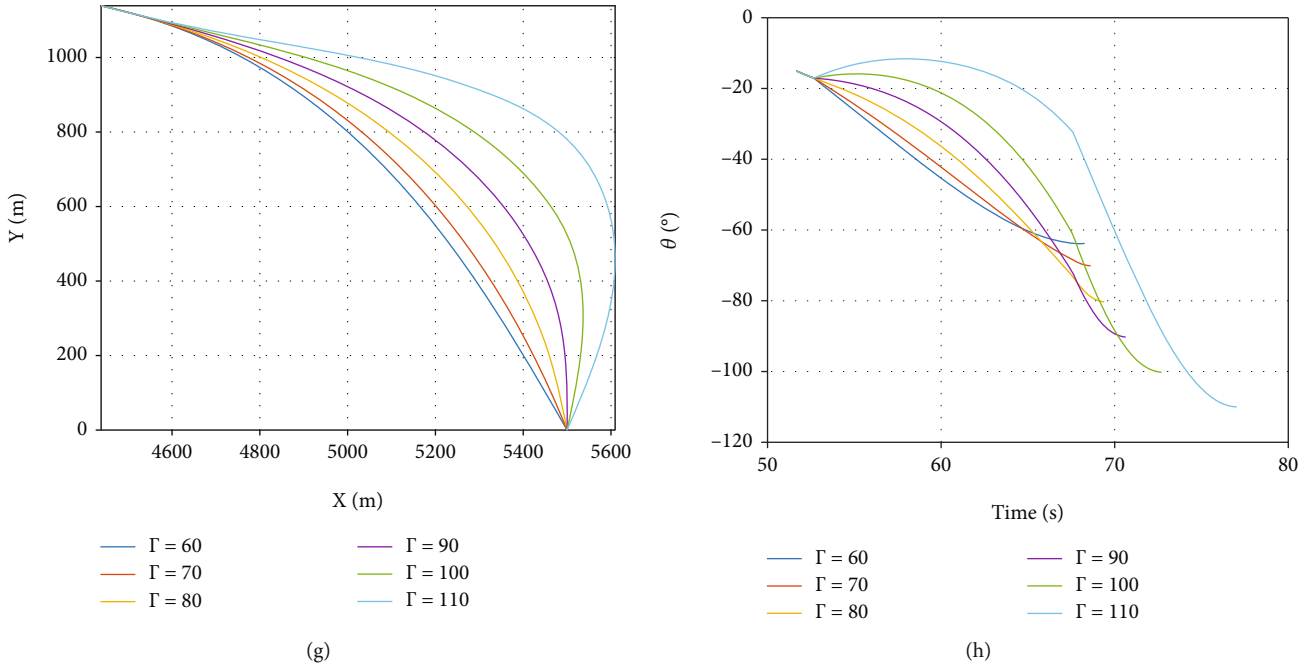 1000
800
600
400
200
0
Y (m)
4600 4800 5000 5200 5400 5600
X (m)
Γ = 60 Γ = 90
Γ = 70 Γ = 100
Γ = 80 Γ = 110
(g)
0
−20
−40
−60
−80
−100
−120
θ (°)
50 60 70 80
Time (s)
Γ = 60 Γ = 90
Γ = 70 Γ = 100
Γ = 80 Γ = 110
(h)